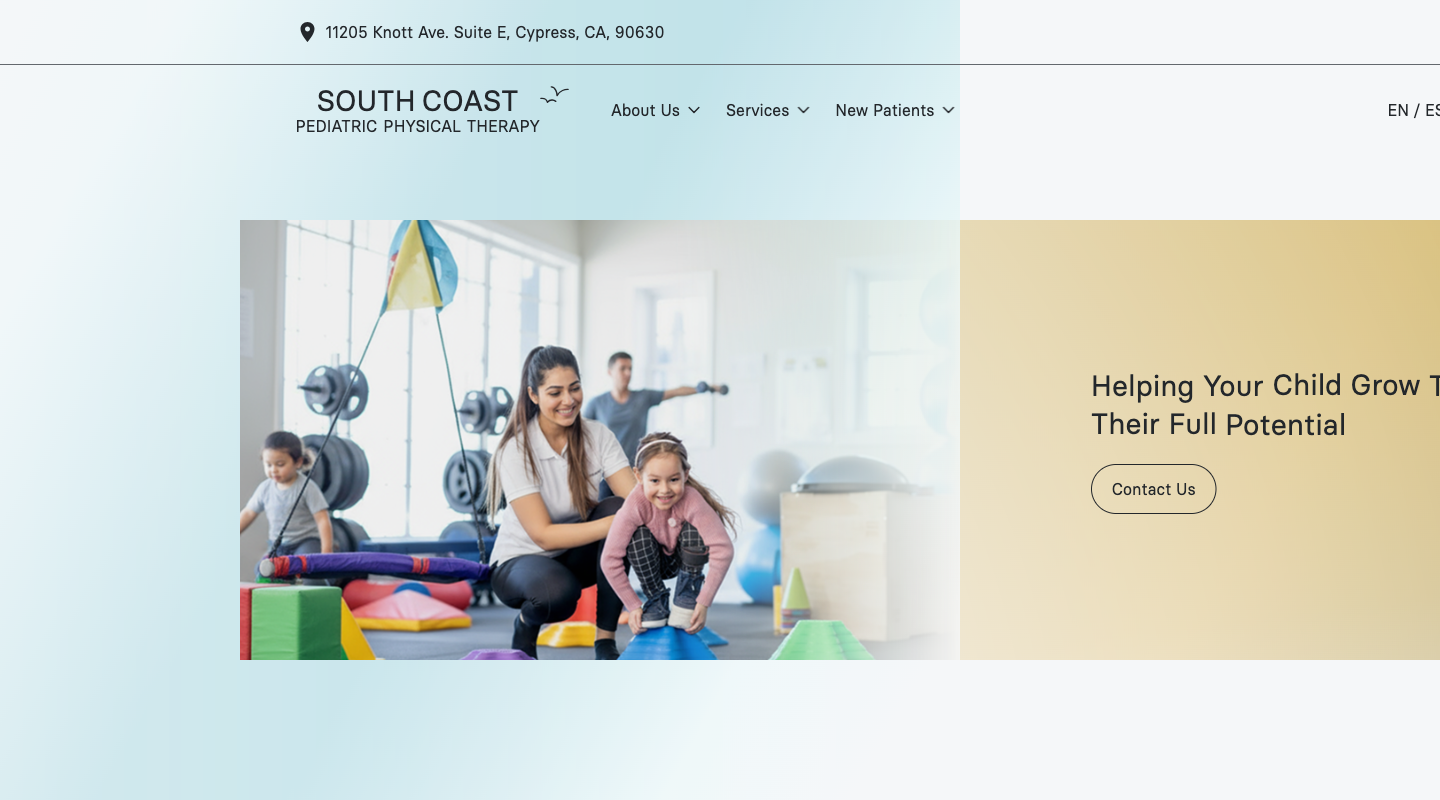 11205 Knott Ave. Suite E, Cypress, CA, 90630
SOUTH COAST
PEDIATRIC PHYSICAL THERAPY
About Us
Services
New Patients
EN / ES
Helping Your Child Grow T
Their Full Potential
Contact Us